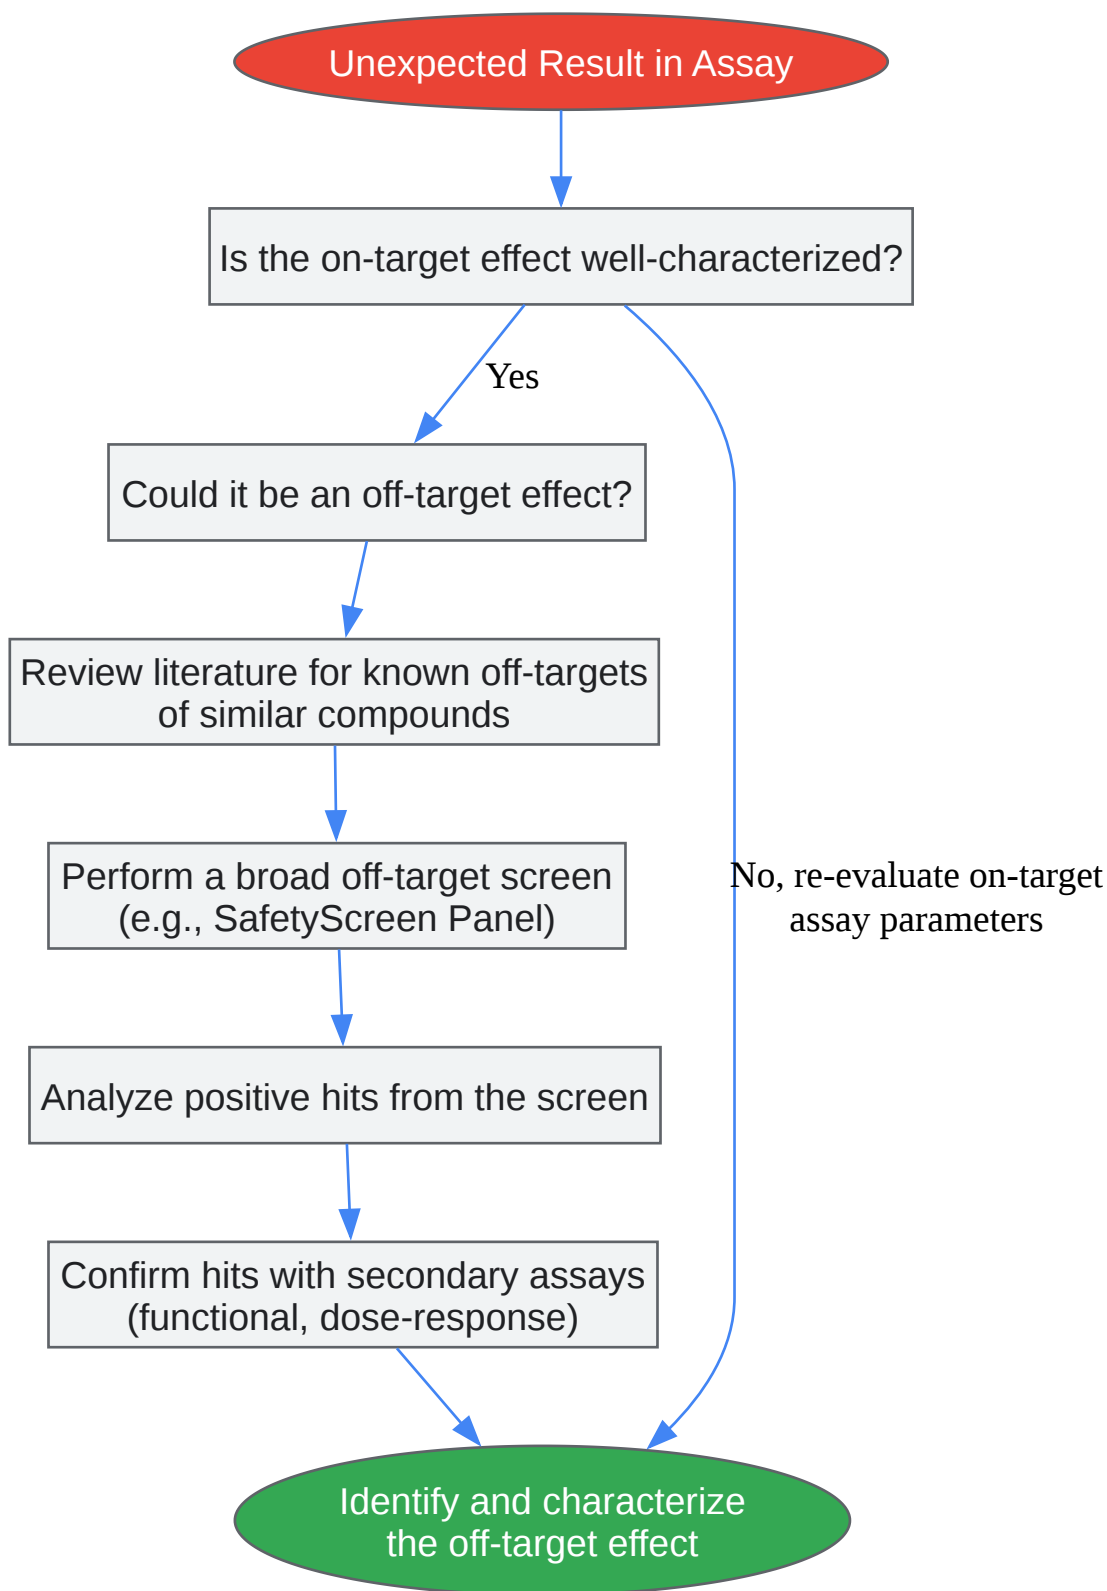 Unexpected Result in Assay
Is the on-target effect well-characterized?
Yes
Could it be an off-target effect?
Review literature for known off-targets
of similar compounds
Perform a broad off-target screen
(e.g., SafetyScreen Panel)
No, re-evaluate on-target
assay parameters
Analyze positive hits from the screen
Confirm hits with secondary assays
(functional, dose-response)
Identify and characterize
the off-target effect